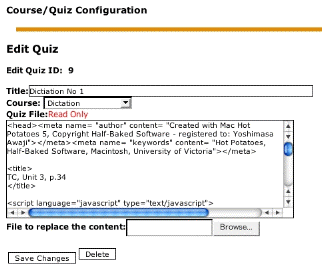 Course/Quiz Configuration
Edit Quiz
Edit Quiz ID: 9
Title: Dictiation No 1
Course: Dictation
Quiz File: Read Only
<head><meta name= "author" content= "Created with Mac Hot
Potatoes 5, Copyright Half-Baked Software - registered to: Yoshimasa
Awaji"></meta><meta name= "keywords" content= "Hot Potatoes,
Half-Baked Software, Macintosh, University of Victoria"></meta>
<title>
TC, Unit 3, p.34
</title>
<script language="javascript" type="text/javascript">
File to replace the content: Browse...
Save Changes Delete